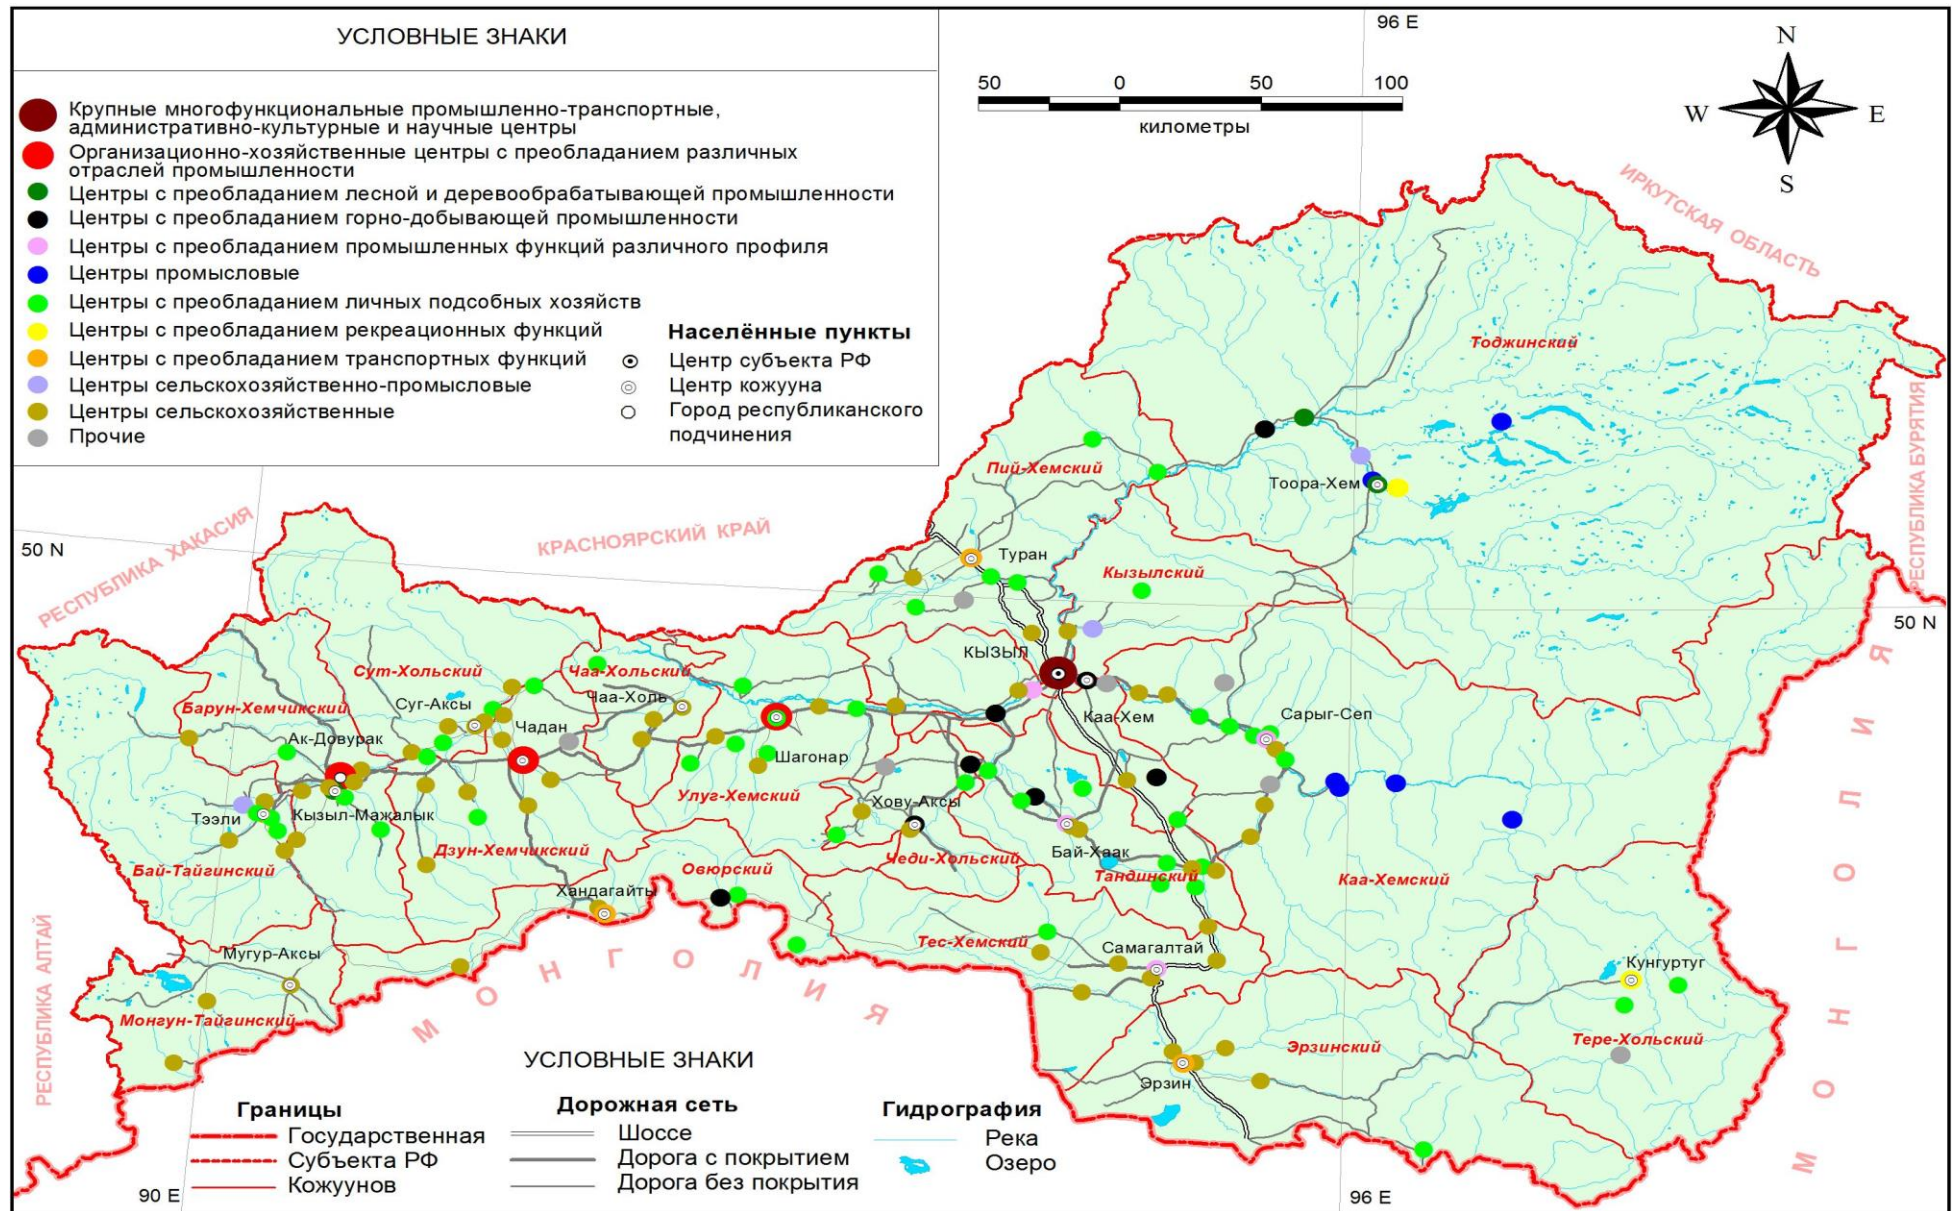 УСЛОВНЫЕ ЗНАКИ
Крупные многофункциональные промышленно-транспортные,
административно-культурные и научные центры
Организационно-хозяйственные центры с преобладанием различных
отраслей промышленности
Центры с преобладанием лесной и деревообрабатывающей промышленности
Центры с преобладанием горно-добывающей промышленности
Центры с преобладанием промышленных функций различного профиля
Центры промысловые
Центры с преобладанием личных подсобных хозяйств
Центры с преобладанием рекреационных функций
Центры с преобладанием транспортных функций
Центры сельскохозяйственно-промысловые
Центры сельскохозяйственные
Прочие
Населённые пункты
Центр субъекта РФ
Центр кожууна
Город республиканского
подчинения
96 E
50 0 50 100
километры
N
W E
S
ИРКУТСКАЯ ОБЛАСТЬ
Тоджинский
РЕСПУБЛИКА БУРЯТИЯ
Пий-Хемский
Тоора-Хем
50 N
РЕСПУБЛИКА ХАКАСИЯ
КРАСНОЯРСКИЙ КРАЙ
Туран
Кызылский
50 N
КЫЗЫЛ
Сут-Хольский
Чаа-Хольский
Чаа-Холь
Суг-Аксы
Барун-Хемчикский
Чадан
Каа-Хем
Сарыг-Сеп
Ак-Довурак
Шагонар
Улуг-Хемский
Хову-Аксы
Тээли
Кызыл-Мажалык
Дзун-Хемчикский
Бай-Хаак
Чеди-Хольский
Бай-Тайгинский
Овюрский
Тандинский
Каа-Хемский
Хандагайты
РЕСПУБЛИКА АЛТАЙ
Мугур-Аксы
Тес-Хемский
Самагалтай
Кунгуртуг
МОНГОЛИЯ
Монгун-Тайгинский
Тере-Хольский
Эрзинский
Эрзин
МОНГОЛИЯ
УСЛОВНЫЕ ЗНАКИ
Границы
Государственная
Субъекта РФ
Кожуунов
Дорожная сеть
Шоссе
Дорога с покрытием
Дорога без покрытия
Гидрография
Река
Озеро
90 E
96 E